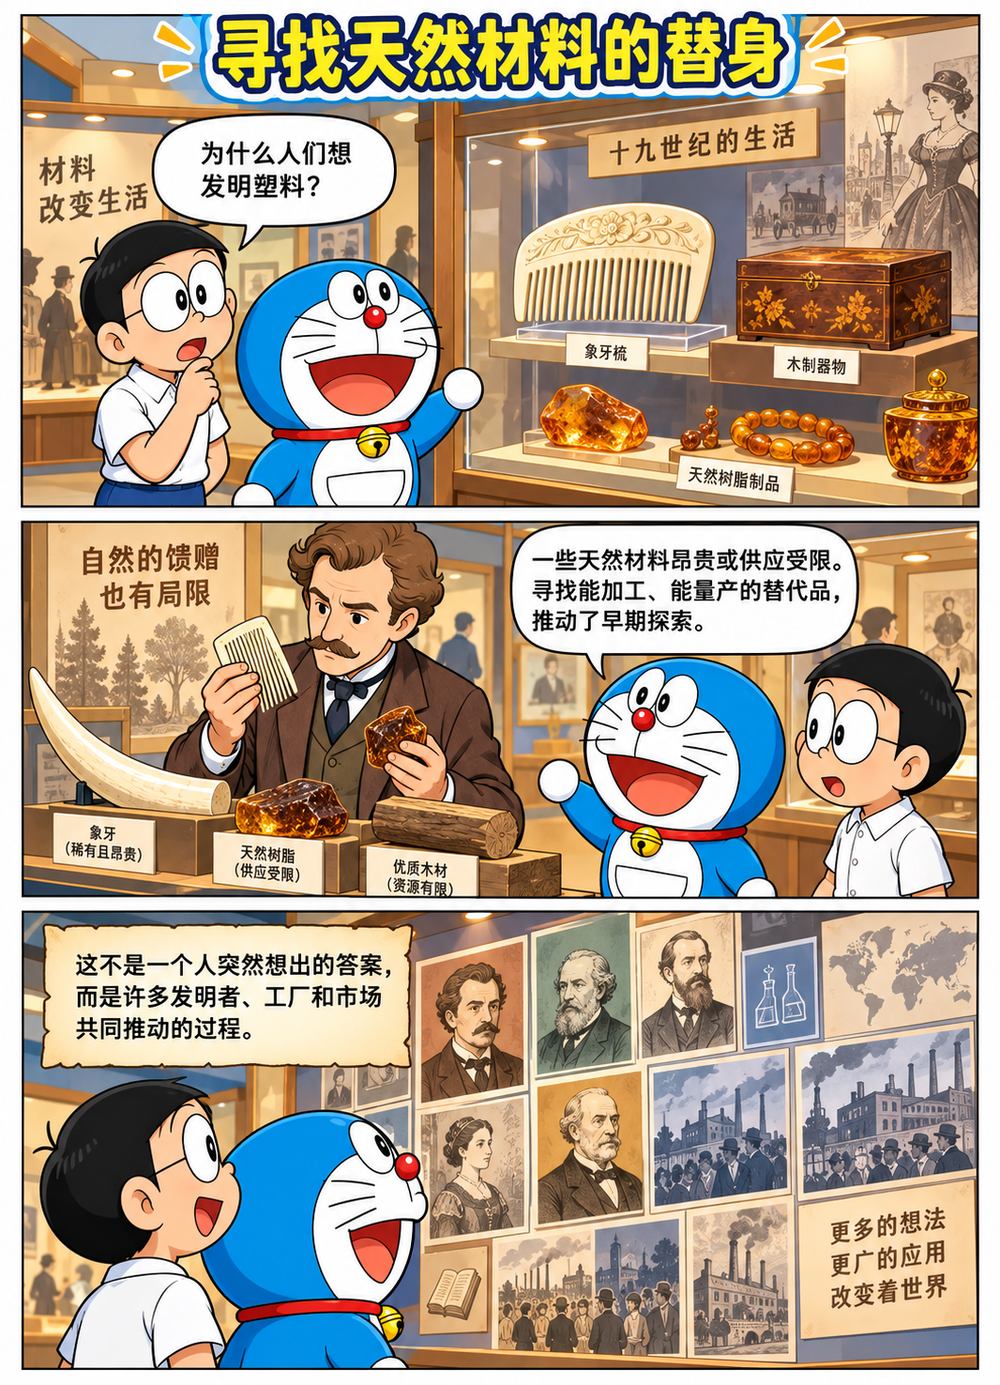 寻找天然材料的替身
材料
改变生活
为什么人们想
发明塑料？
十九世纪的生活
象牙梳
木制器物
天然树脂制品
自然的馈赠
也有局限
一些天然材料昂贵或供应受限。
寻找能加工、能量产的替代品，
推动了早期探索。
象牙
（稀有且昂贵）
天然树脂
（供应受限）
优质木材
（资源有限）
这不是一个人突然想出的答案，
而是许多发明者、工厂和市场
共同推动的过程。
更多的想法
更广的应用
改变着世界